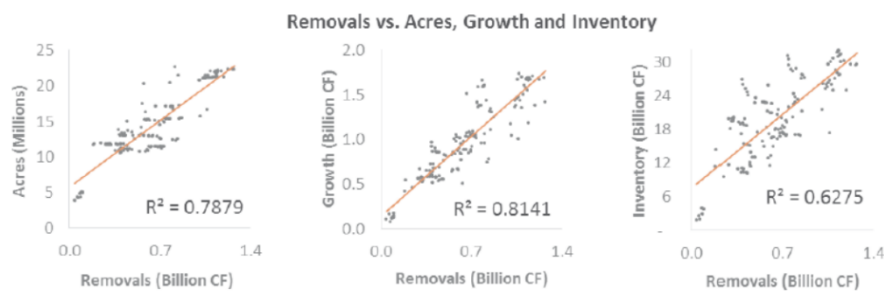 Removals vs. Acres, Growth and Inventory
Acres (Millions)
25
20
15
10
5
0
R² = 0.7879
0.0 0.7 1.4
Removals (Billion CF)
Growth (Billion CF)
2.0
1.5
1.0
0.5
0.0
R² = 0.8141
0.0 0.7 1.4
Removals (Billion CF)
Inventory (Billion CF)
30
24
18
12
6
-
R² = 0.6275
0.0 0.7 1.4
Removals (Billion CF)